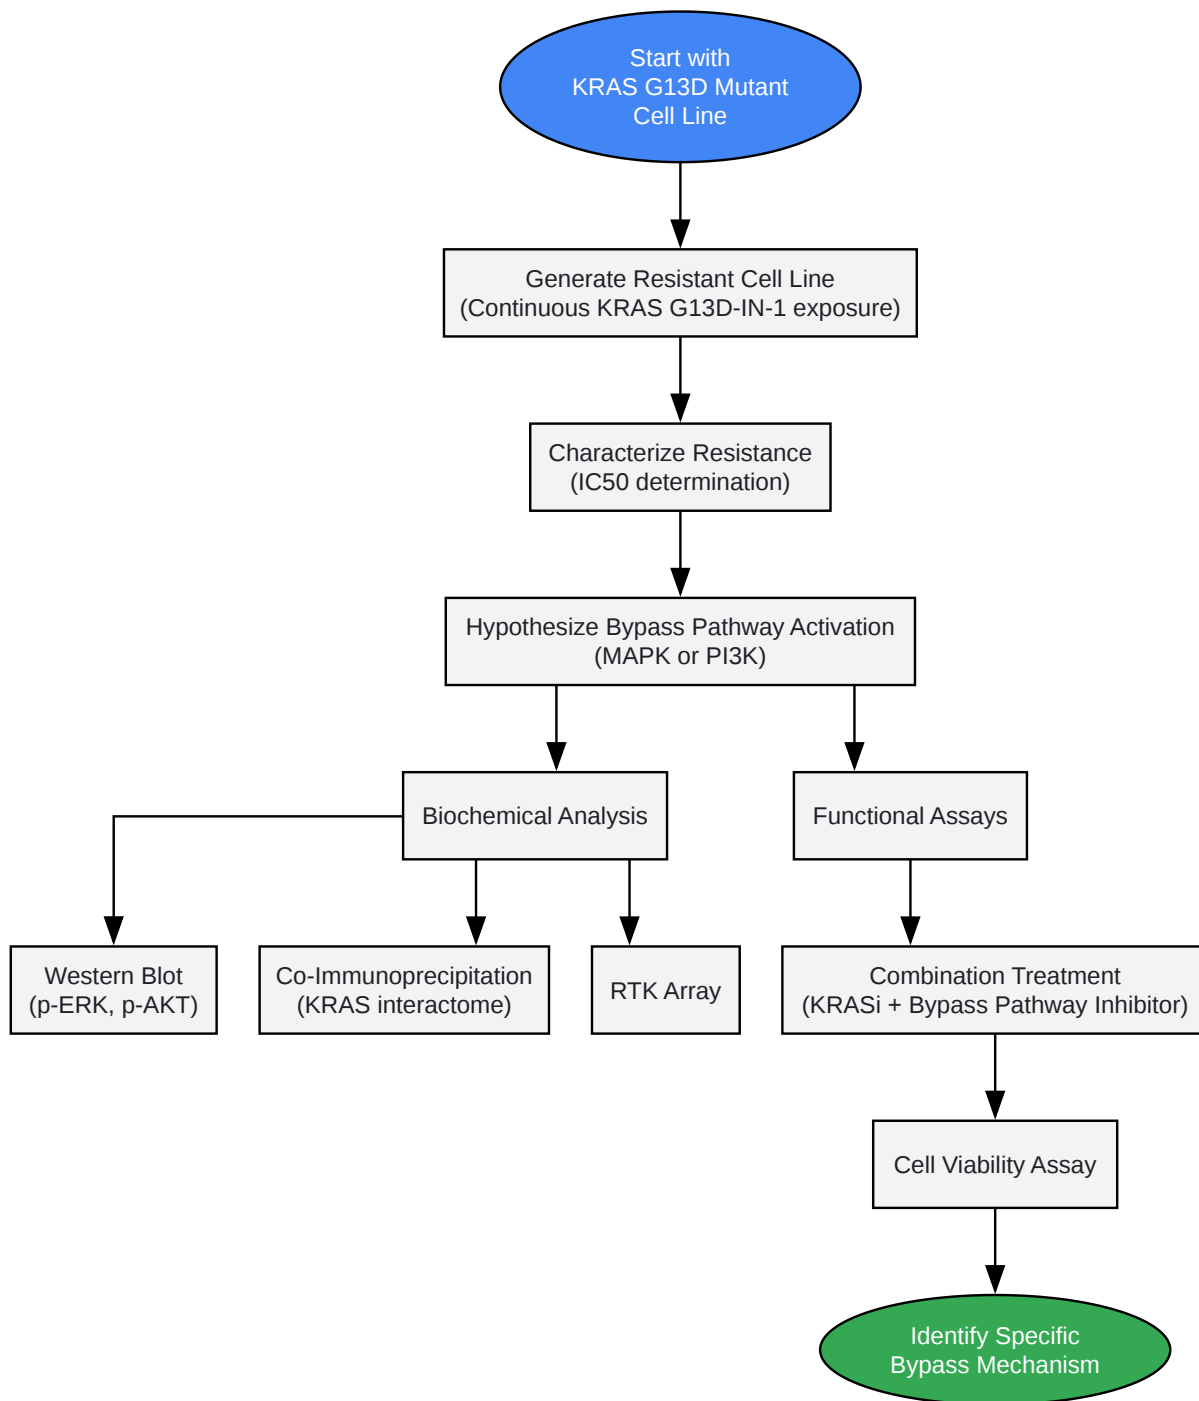 Start with
KRAS G13D Mutant
Cell Line
Generate Resistant Cell Line
(Continuous KRAS G13D-IN-1 exposure)
Characterize Resistance
(IC50 determination)
Hypothesize Bypass Pathway Activation
(MAPK or PI3K)
Biochemical Analysis
Functional Assays
Western Blot
(p-ERK, p-AKT)
Co-Immunoprecipitation
(KRAS interactome)
RTK Array
Combination Treatment
(KRASi + Bypass Pathway Inhibitor)
Cell Viability Assay
Identify Specific
Bypass Mechanism